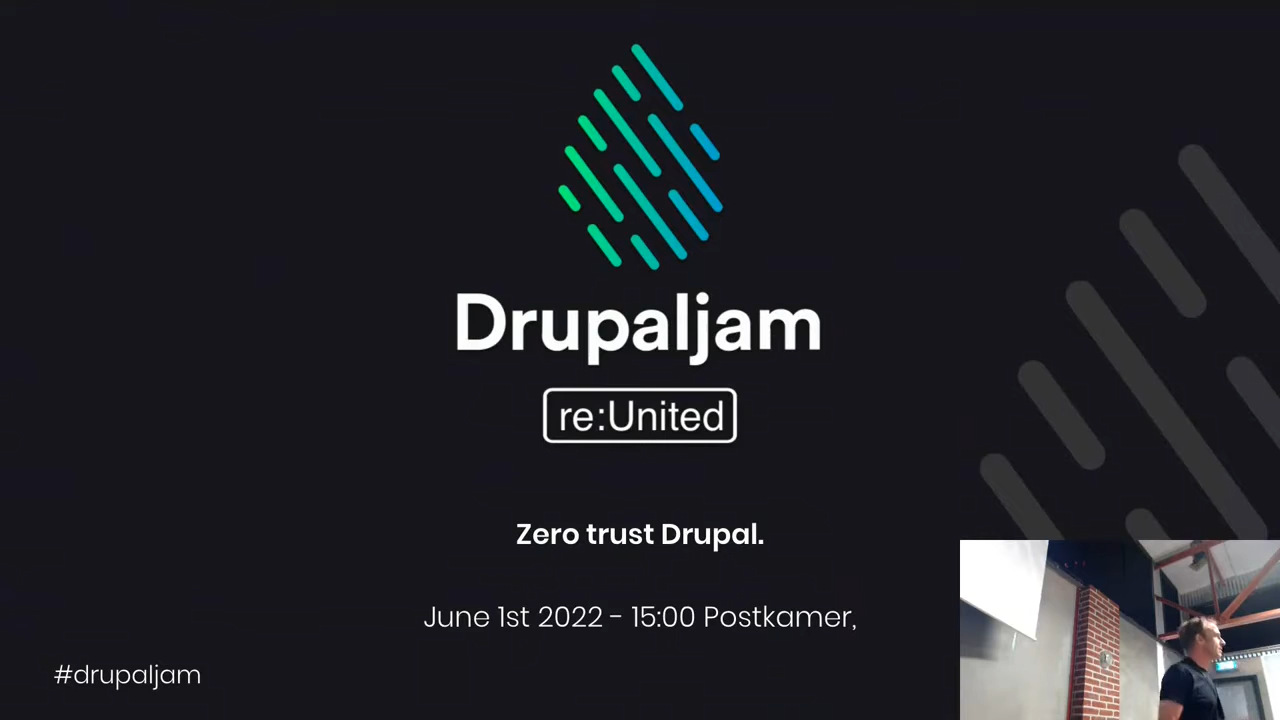 Drupaljam
re:United
Zero trust Drupal.
June 1st 2022 - 15:00 Postkamer,
#drupaljam